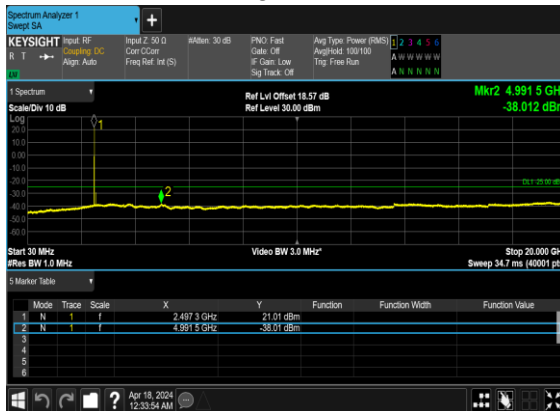 Spectrum Analyzer 1
Swept SA
+
KEYSIGHT Input: RF Input Z: 50 Ω #Atten: 30 dB PNO: Fast Avg Type: Power (RMS) 1 2 3 4 5 6
R T Coupling: DC Corr CCorr Gate: Off Avg|Hold: 100/100 A W W W W W
Align: Auto Freq Ref: Int (S) IF Gain: Low Trig: Free Run
Sig Track: Off A N N N N N
1 Spectrum
Ref Lvl Offset 18.57 dB Mkr2 4.991 5 GH
Scale/Div 10 dB Ref Level 30.00 dBm -38.012 dBr
Log
20.0
10.0
0.00
-10.0
-20.0
-30.0
-40.0
-50.0
-60.0
1
2
Start 30 MHz Video BW 3.0 MHz* Stop 20.000 GH
#Res BW 1.0 MHz Sweep 34.7 ms (40001 pt
5 Marker Table
Mode Trace Scale X Y Function Function Width Function Value
1 N 1 f 2.497 3 GHz 21.01 dBm
2 N 1 f 4.991 5 GHz -38.01 dBm
3
4
5
6
? Apr 18, 2024
12:33:54 AM